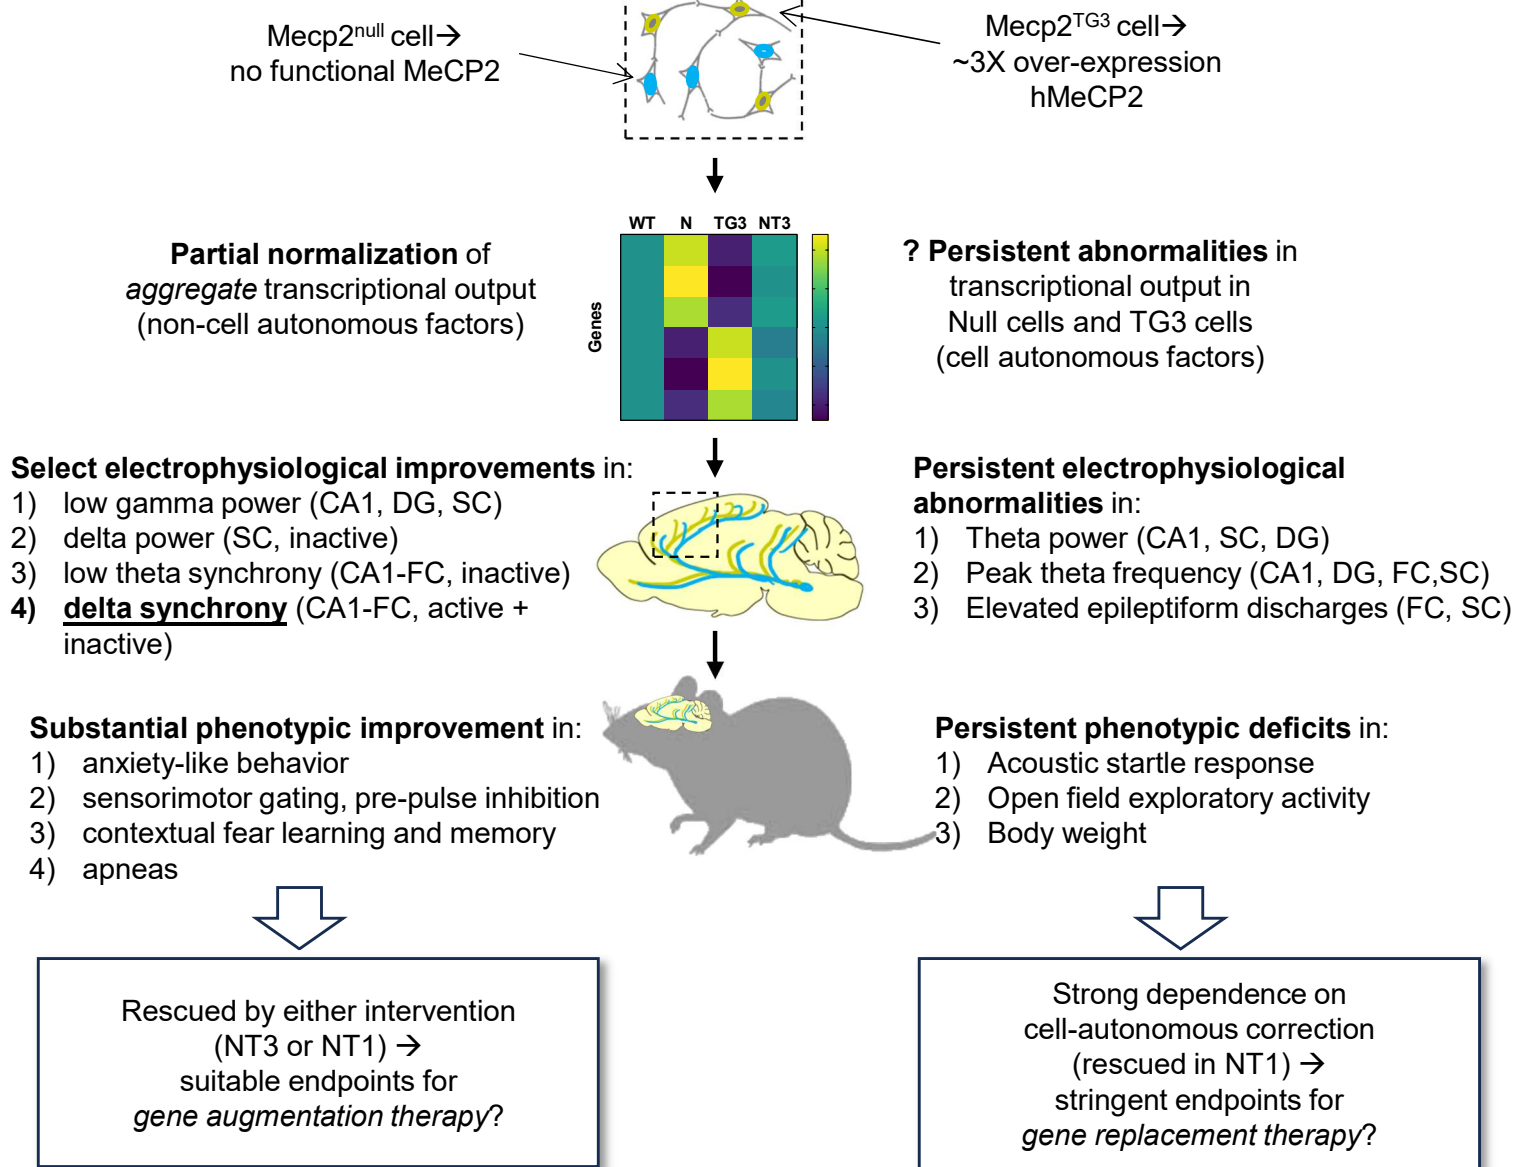 Mecp2null cell→
no functional MeCP2
Mecp2TG3 cell→
~3X over-expression
hMeCP2
Partial normalization of
aggregate transcriptional output
(non-cell autonomous factors)
WT N TG3 NT3
Genes
? Persistent abnormalities in
transcriptional output in
Null cells and TG3 cells
(cell autonomous factors)
Select electrophysiological improvements in:
1) low gamma power (CA1, DG, SC)
2) delta power (SC, inactive)
3) low theta synchrony (CA1-FC, inactive)
4) delta synchrony (CA1-FC, active +
inactive)
Persistent electrophysiological
abnormalities in:
1) Theta power (CA1, SC, DG)
2) Peak theta frequency (CA1, DG, FC,SC)
3) Elevated epileptiform discharges (FC, SC)
Substantial phenotypic improvement in:
1) anxiety-like behavior
2) sensorimotor gating, pre-pulse inhibition
3) contextual fear learning and memory
4) apneas
Persistent phenotypic deficits in:
1) Acoustic startle response
2) Open field exploratory activity
3) Body weight
Rescued by either intervention
(NT3 or NT1) →
suitable endpoints for
gene augmentation therapy?
Strong dependence on
cell-autonomous correction
(rescued in NT1) →
stringent endpoints for
gene replacement therapy?